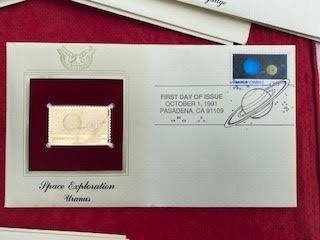 FIRST DAY OF ISSUE
OCTOBER 1, 1991
PASADENA, CA 91109
Space Exploration
Uranus